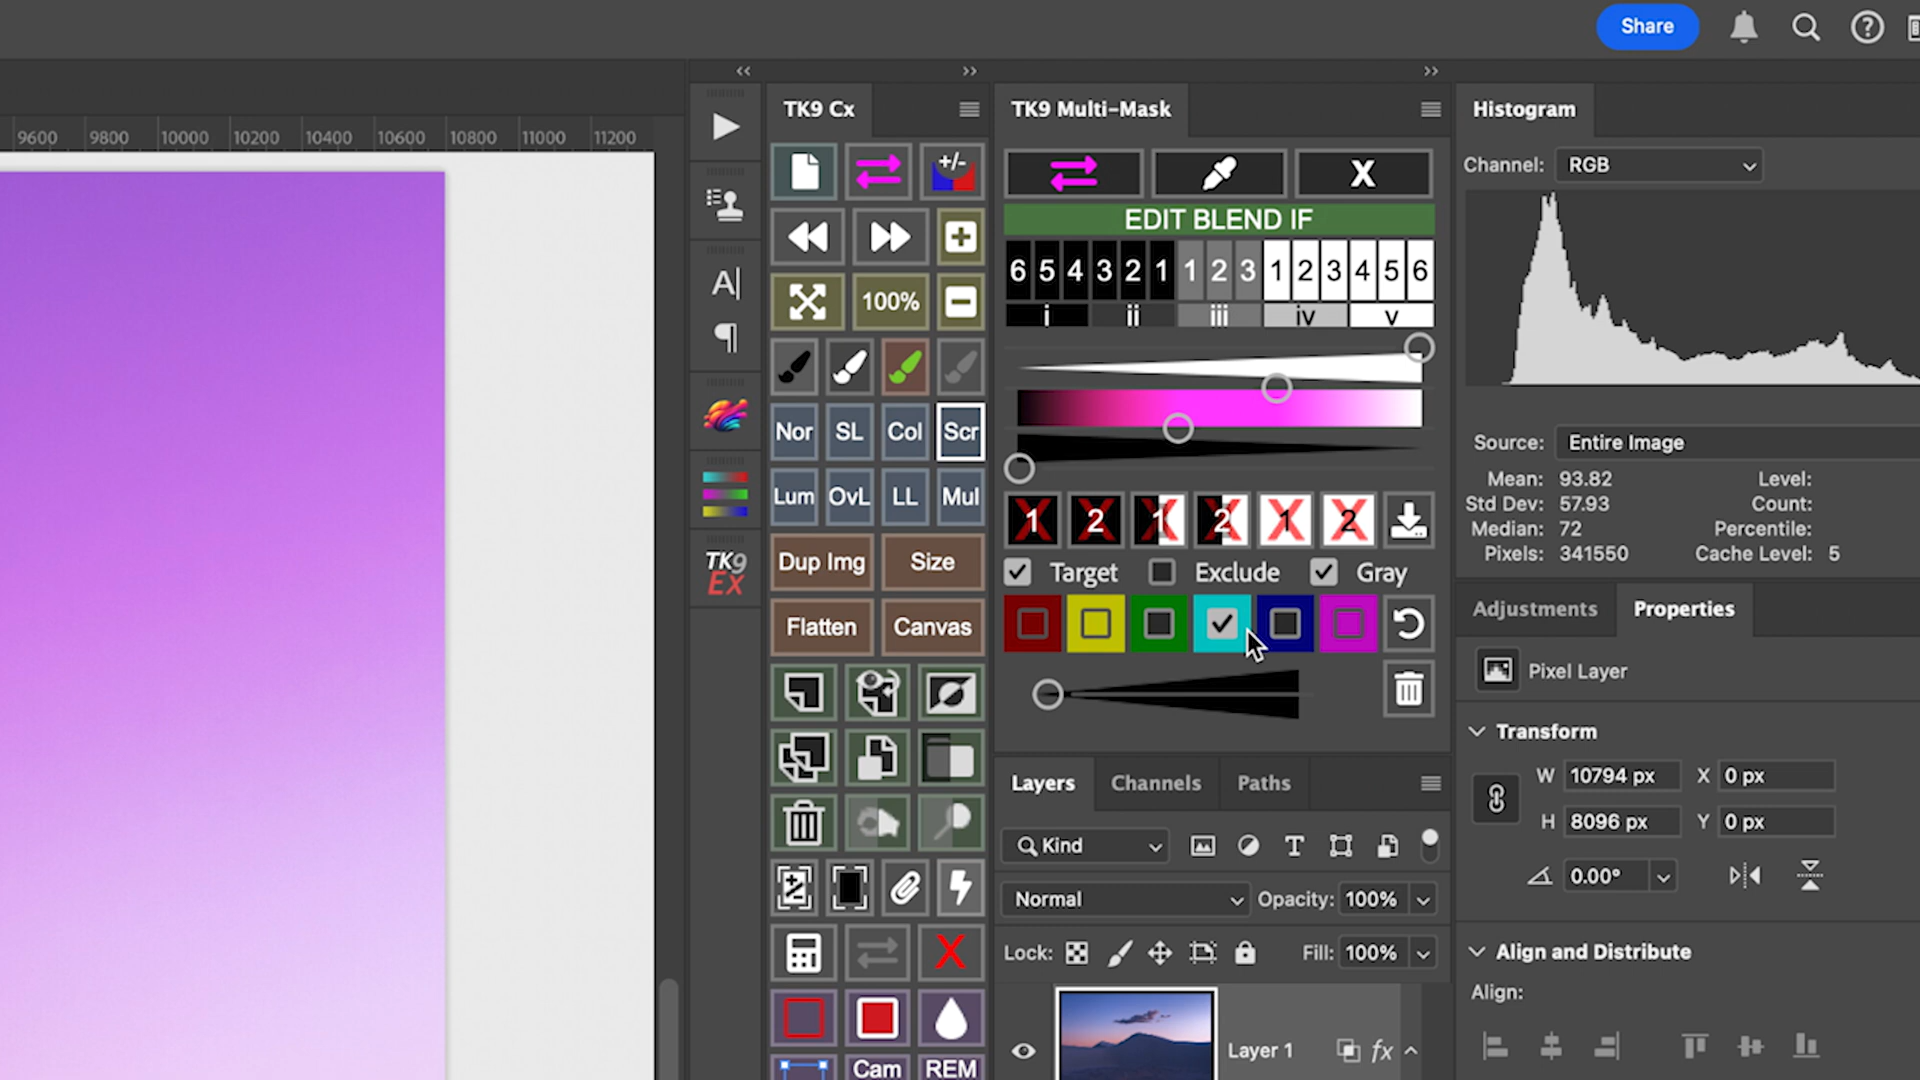 Share
9600 9800 10000 10200 10400 10600 10800 11000 11200
TK9 Cx
TK9 Multi-Mask
Histogram
Channel: RGB
+/-
X
EDIT BLEND IF
6 5 4 3 2 1 1 2 3 1 2 3 4 5 6
i ii iii iv v
100%
A|
Nor SL Col Scr
Lum OvL LL Mul
1 2 1 2 1 2
Target Exclude Gray
TK9
EX
Dup Img Size
Flatten Canvas
Cam REM
Source: Entire Image
Mean: 93.82 Level:
Std Dev: 57.93 Count:
Median: 72 Percentile:
Pixels: 341550 Cache Level: 5
Adjustments Properties
Pixel Layer
Transform
W 10794 px X 0 px
H 8096 px Y 0 px
0.00°
Align and Distribute
Align:
Layers Channels Paths
Kind
Normal Opacity: 100%
Lock: Fill: 100%
Layer 1 fx